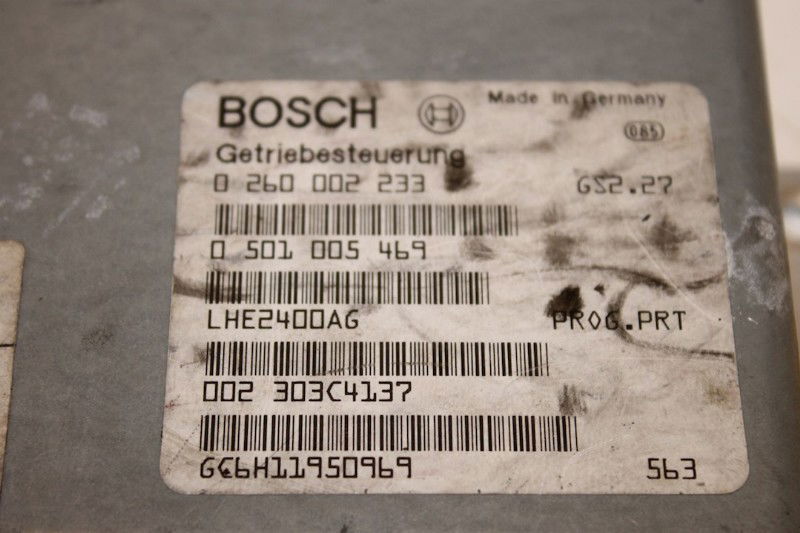 BOSCH Made in Germany
085
Getriebesteuerung
0 260 002 233 GS2.27
0 501 005 469
LHE2400AG PROG.PRT
002 303C4137
GC6H11950969 563